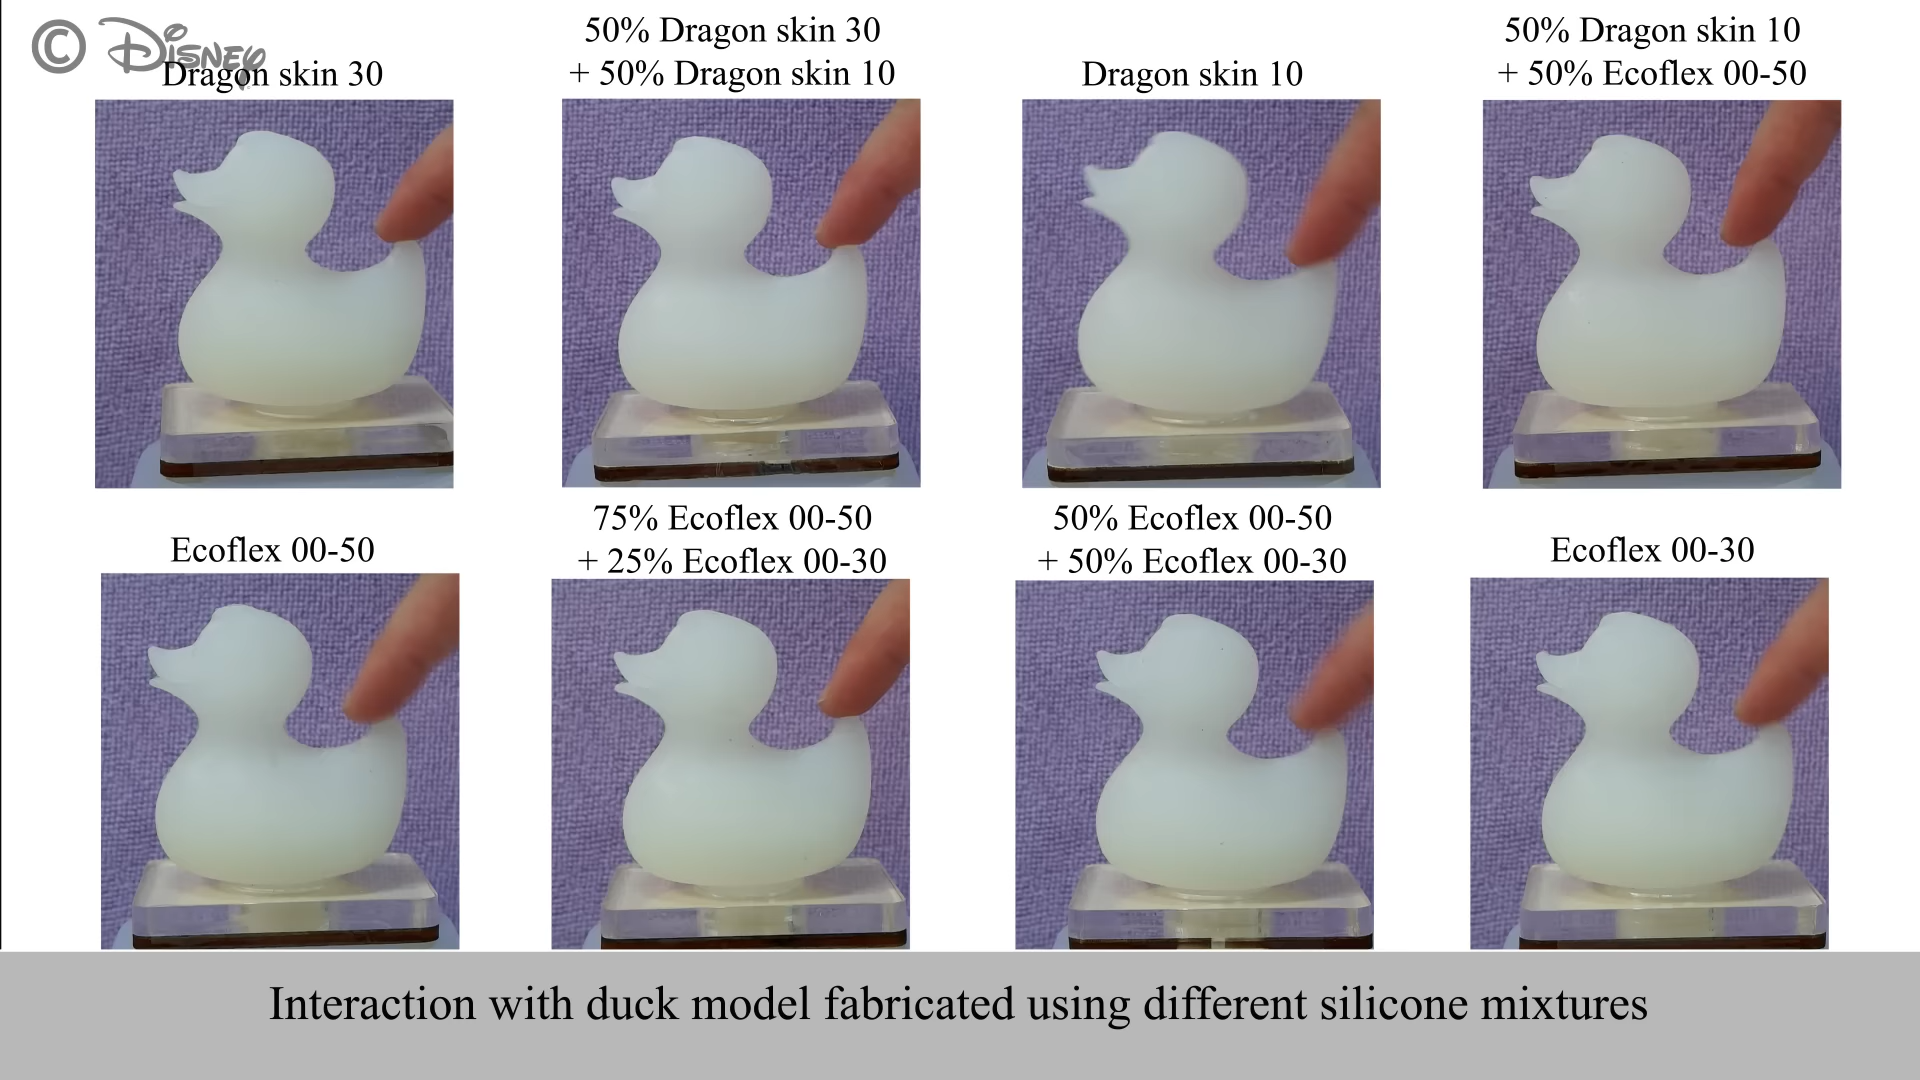 © Disney
Dragon skin 30
50% Dragon skin 30
+ 50% Dragon skin 10
Dragon skin 10
50% Dragon skin 10
+ 50% Ecoflex 00-50
Ecoflex 00-50
75% Ecoflex 00-50
+ 25% Ecoflex 00-30
50% Ecoflex 00-50
+ 50% Ecoflex 00-30
Ecoflex 00-30
Interaction with duck model fabricated using different silicone mixtures